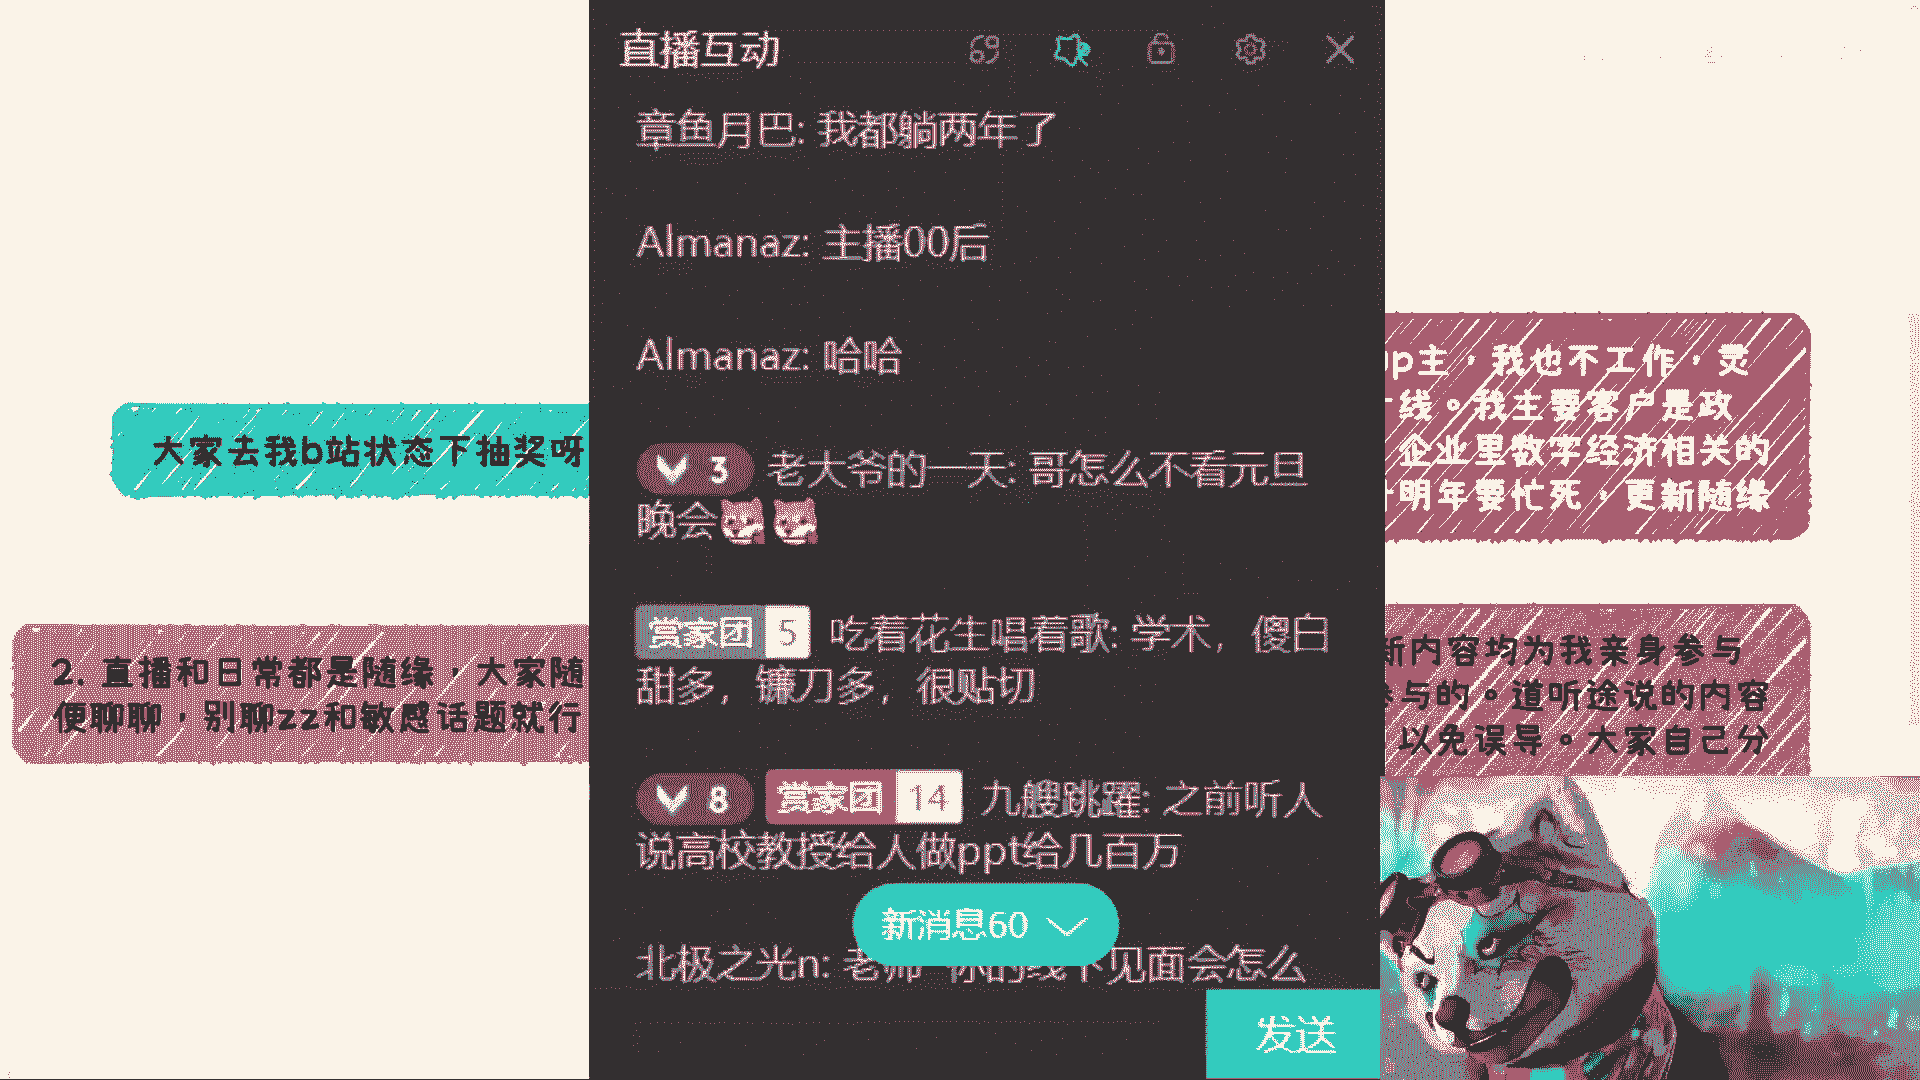 直播互动
章鱼月巴: 我都躺两年了
Almanaz: 主播00后
Almanaz: 哈哈
3 老大爷的一天: 哥怎么不看元旦
晚会
赏家团 5 吃着花生唱着歌: 学术，傻白
甜多，镰刀多，很贴切
8 赏家团 14 九艘跳躍: 之前听人
说高校教授给人做ppt给几百万
新消息60
北极之光n: 老师 你的线下见面会怎么
发送
大家去我b站状态下抽奖呀
2. 直播和日常都是随缘，大家随
便聊聊，别聊zz和敏感话题就行
up主，我也不工作，灵
线。我主要客户是政
企业里数字经济相关的
明年要忙死，更新随缘
新内容均为我亲身参与
参与的。道听途说的内容
以免误导。大家自己分